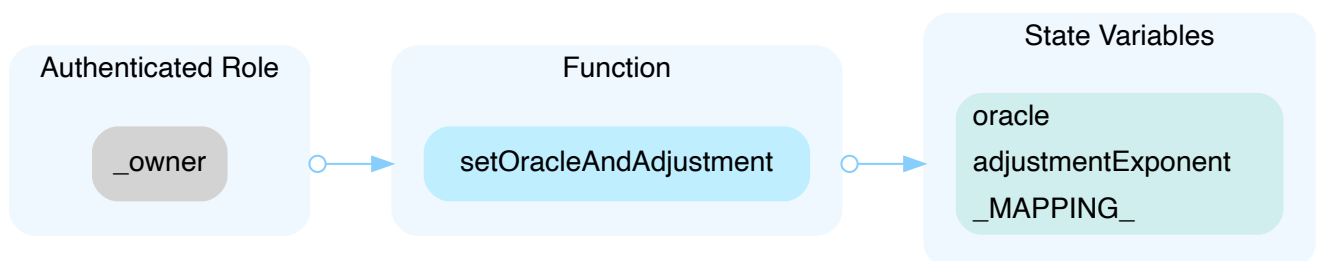 Authenticated Role
_owner
Function
setOracleAndAdjustment
State Variables
oracle
adjustmentExponent
_MAPPING_